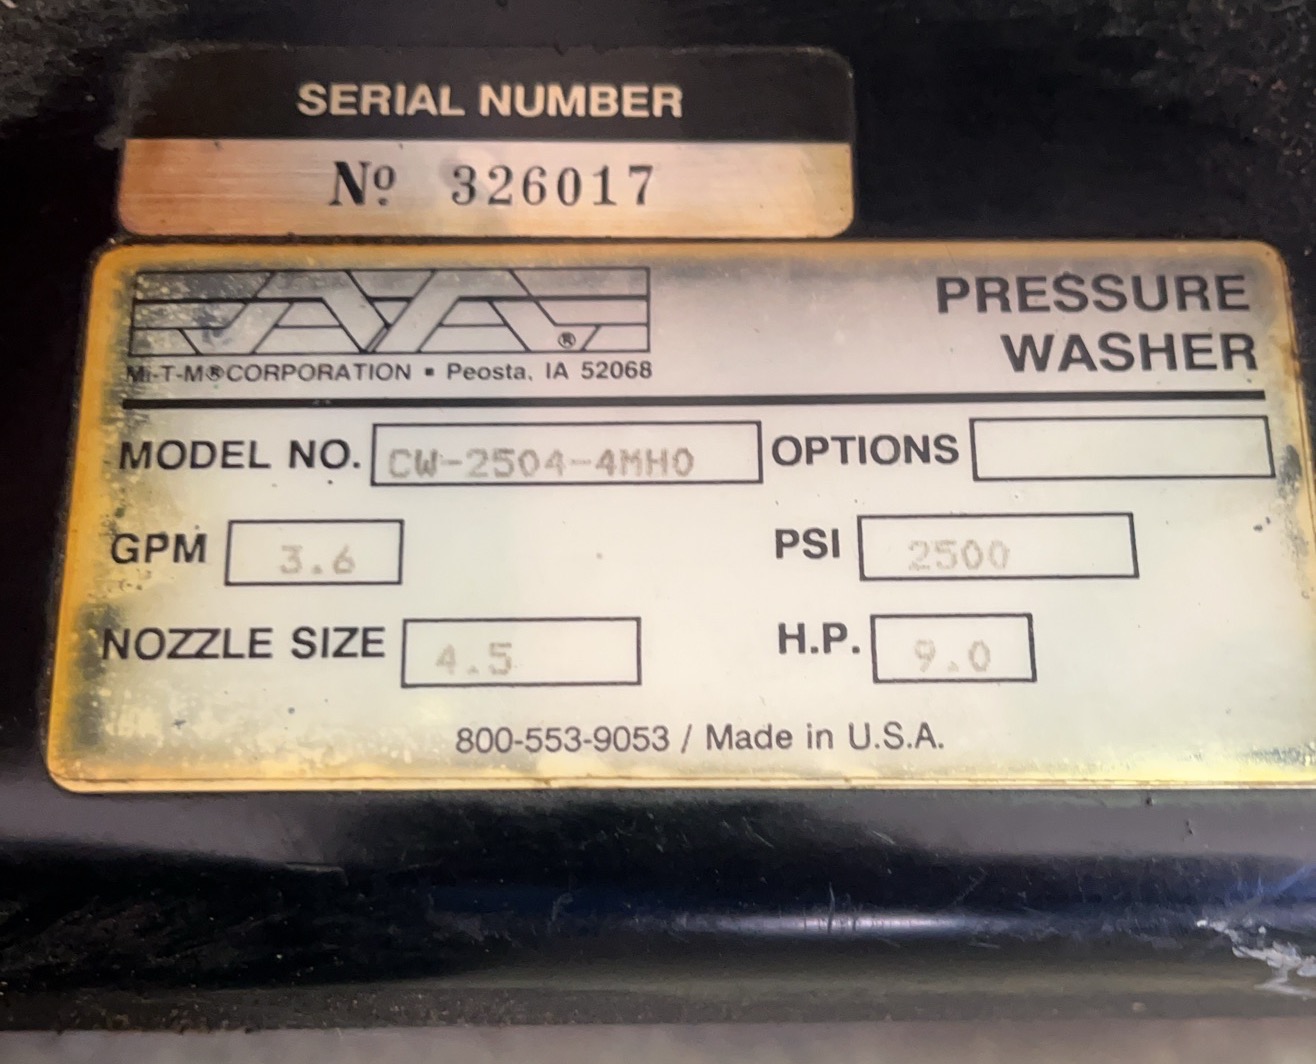 SERIAL NUMBER
Nº 326017
PRESSURE
WASHER
Mi-T-M®CORPORATION ▪ Peosta, IA 52068
MODEL NO. CW-2504-4MH0 OPTIONS
GPM 3.6 PSI 2500
NOZZLE SIZE 4.5 H.P. 9.0
800-553-9053 / Made in U.S.A.